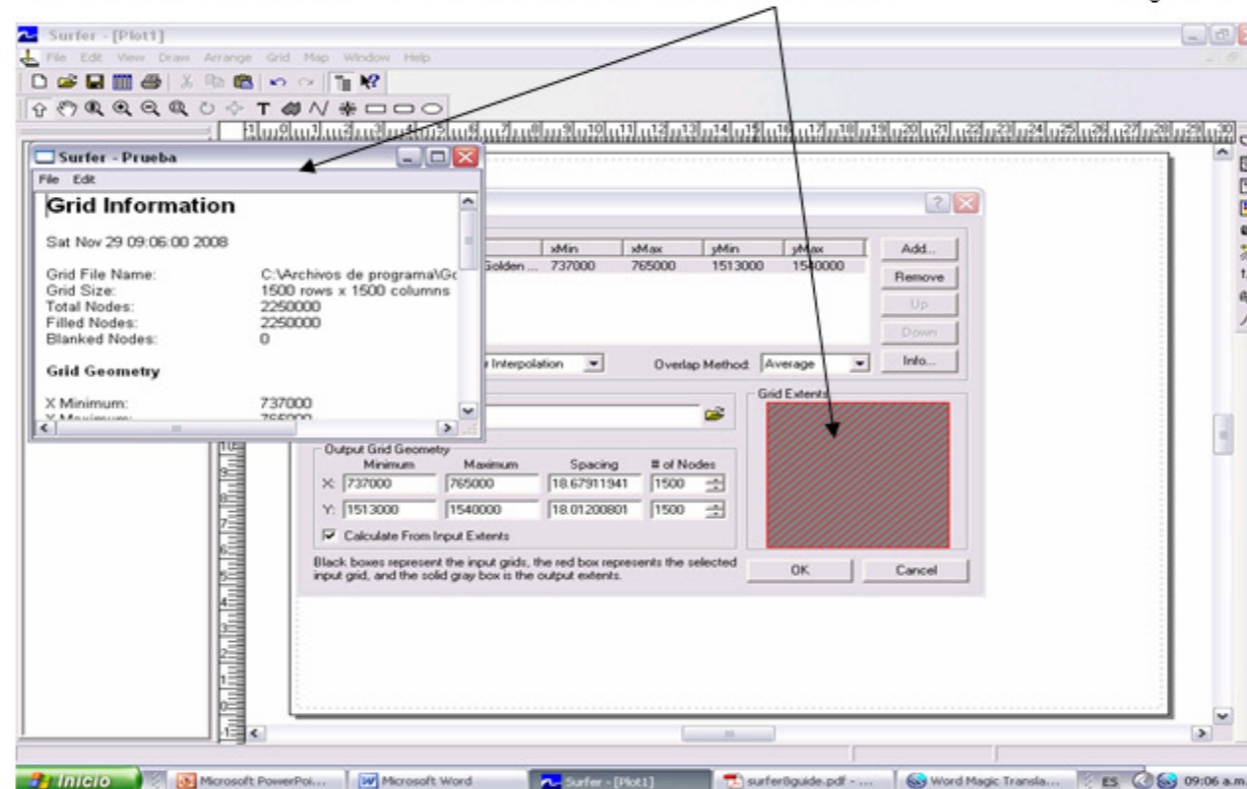 Surfer - [Plot1]
File Edit View Draw Arrange Grid Map Window Help
Surfer - Prueba
File Edit
Grid Information
Sat Nov 29 09:06:00 2008
Grid File Name: C:\Archivos de programa\Go
Grid Size: 1500 rows x 1500 columns
Total Nodes: 2250000
Filled Nodes: 2250000
Blanked Nodes: 0
Grid Geometry
X Minimum: 737000
X Maximum: 765000
xMin xMax yMin yMax
Golden ... 737000 765000 1513000 1540000
Add...
Remove
Up
Down
Info...
Interpolation
Overlap Method: Average
Grid Extents
Output Grid Geometry
Minimum Maximum Spacing # of Nodes
X: 737000 765000 18.67911941 1500
Y: 1513000 1540000 18.01200801 1500
Calculate From Input Extents
Black boxes represent the input grids, the red box represents the selected
input grid, and the solid gray box is the output extents.
OK Cancel
Inicio
Microsoft PowerPoi...
Microsoft Word
Surfer - [Plot1]
surfer8guide.pdf - ...
Word Magic Transla...
ES
09:06 a.m.